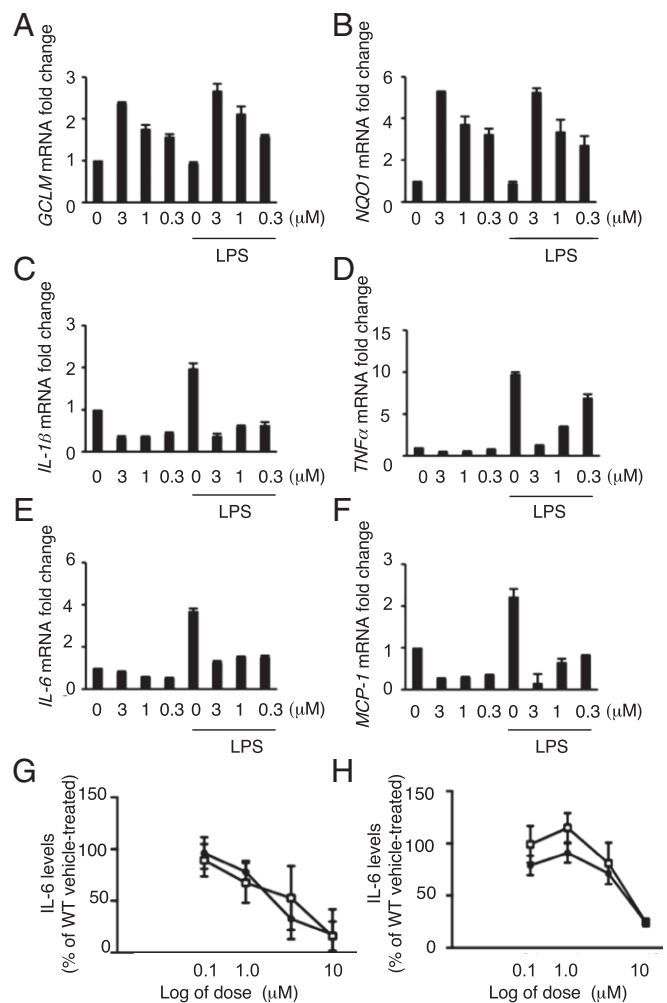 A
B
GCLM mRNA fold change
3
2
1
0
0 3 1 0.3 0 3 1 0.3 (μM)
LPS
NQO1 mRNA fold change
6
4
2
0
0 3 1 0.3 0 3 1 0.3 (μM)
LPS
C
D
IL-1ß mRNA fold change
3
2
1
0
0 3 1 0.3 0 3 1 0.3 (μM)
LPS
TNFα mRNA fold change
15
10
5
0
0 3 1 0.3 0 3 1 0.3 (μM)
LPS
E
F
IL-6 mRNA fold change
6
4
2
0
0 3 1 0.3 0 3 1 0.3 (μM)
LPS
MCP-1 mRNA fold change
3
2
1
0
0 3 1 0.3 0 3 1 0.3 (μM)
LPS
G
H
IL-6 levels
(% of WT vehicle-treated)
150
100
50
0
0.1 1.0 10
Log of dose (μM)
IL-6 levels
(% of WT vehicle-treated)
150
100
50
0
0.1 1.0 10
Log of dose (μM)